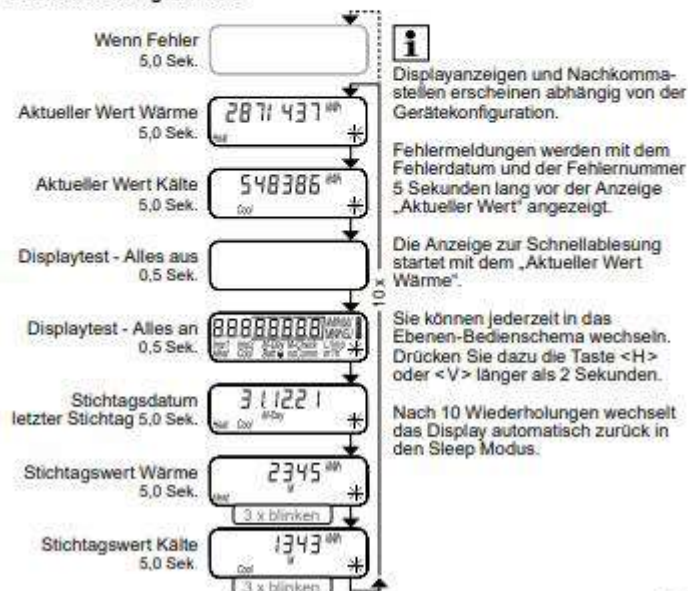 Wenn Fehler
5,0 Sek.
Aktueller Wert Wärme
5,0 Sek.
2871437 kWh
Heat
Aktueller Wert Kälte
5,0 Sek.
548386 kWh
Cool
Displaytest - Alles aus
0,5 Sek.
Displaytest - Alles an
0,5 Sek.
88888888
Stichtagsdatum
letzter Stichtag 5,0 Sek.
31.12.21
Heat Cool M-Day
Stichtagswert Wärme
5,0 Sek.
2345 kWh
M
Heat
3 x blinken
Stichtagswert Kälte
5,0 Sek.
1343 kWh
M
Cool
3 x blinken
10 x
i
Displayanzeigen und Nachkomma-
stellen erscheinen abhängig von der
Gerätekonfiguration.
Fehlermeldungen werden mit dem
Fehlerdatum und der Fehlernummer
5 Sekunden lang vor der Anzeige
„Aktueller Wert“ angezeigt.
Die Anzeige zur Schnellablesung
startet mit dem „Aktueller Wert
Wärme“.
Sie können jederzeit in das
Ebenen-Bedienschema wechseln.
Drücken Sie dazu die Taste <H>
oder <V> länger als 2 Sekunden.
Nach 10 Wiederholungen wechselt
das Display automatisch zurück in
den Sleep Modus.